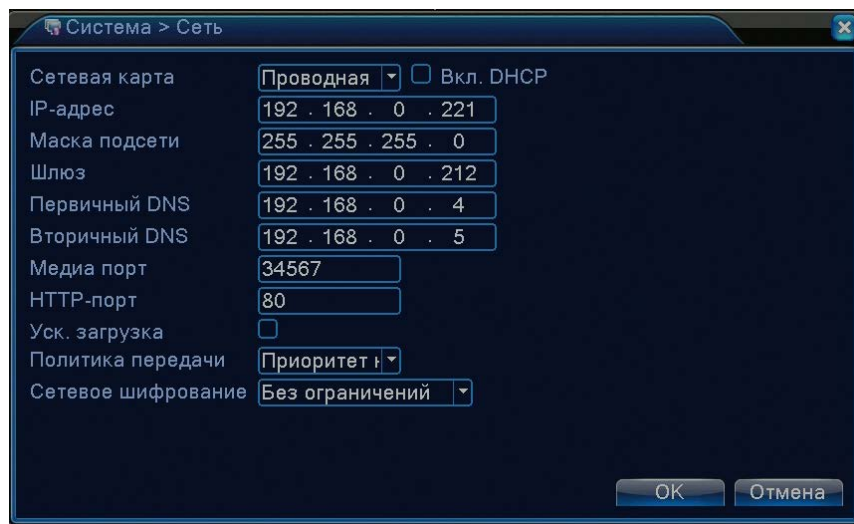 Система > Сеть
Сетевая карта Проводная Вкл. DHCP
IP-адрес 192 . 168 . 0 . 221
Маска подсети 255 . 255 . 255 . 0
Шлюз 192 . 168 . 0 . 212
Первичный DNS 192 . 168 . 0 . 4
Вторичный DNS 192 . 168 . 0 . 5
Медиа порт 34567
HTTP-порт 80
Уск. загрузка
Политика передачи Приоритет
Сетевое шифрование Без ограничений
OK Отмена